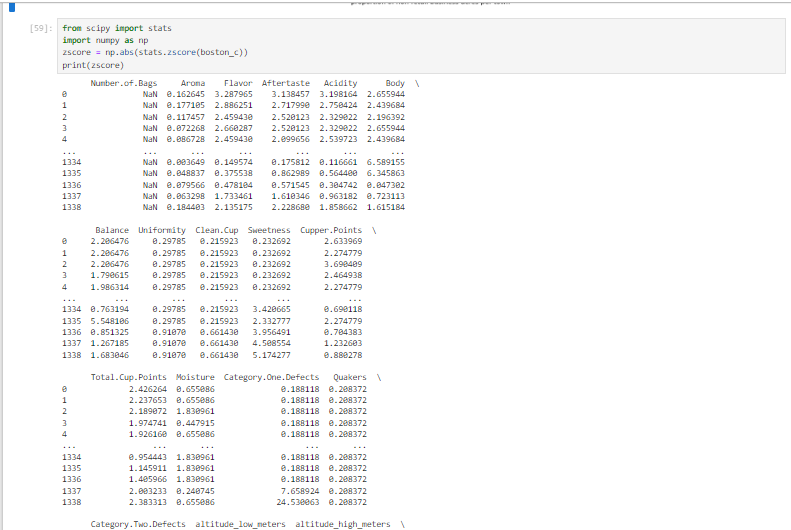 [59]: from scipy import stats
import numpy as np
zscore = np.abs(stats.zscore(boston_c))
print(zscore)
Number.of.Bags Aroma Flavor Aftertaste Acidity Body \
0 NaN 0.162645 3.287965 3.138457 3.198164 2.655944
1 NaN 0.177105 2.886251 2.717990 2.750424 2.439684
2 NaN 0.117457 2.459430 2.520123 2.329022 2.196392
3 NaN 0.072268 2.660287 2.520123 2.329022 2.655944
4 NaN 0.086728 2.459430 2.099656 2.539723 2.439684
... ... ... ... ... ... ...
1334 NaN 0.003649 0.149574 0.175812 0.116661 6.589155
1335 NaN 0.048837 0.375538 0.862989 0.564400 6.345863
1336 NaN 0.079566 0.478104 0.571545 0.304742 0.047302
1337 NaN 0.063298 1.733461 1.610346 0.963182 0.723113
1338 NaN 0.184403 2.135175 2.228680 1.858662 1.615184
Balance Uniformity Clean.Cup Sweetness Cupper.Points \
0 2.206476 0.29785 0.215923 0.232692 2.633969
1 2.206476 0.29785 0.215923 0.232692 2.274779
2 2.206476 0.29785 0.215923 0.232692 3.690409
3 1.790615 0.29785 0.215923 0.232692 2.464938
4 1.986314 0.29785 0.215923 0.232692 2.274779
... ... ... ... ... ...
1334 0.763194 0.29785 0.215923 3.420665 0.690118
1335 5.548106 0.29785 0.215923 2.332777 2.274779
1336 0.851325 0.91070 0.661430 3.956491 0.704383
1337 1.267185 0.91070 0.661430 4.508554 1.232603
1338 1.683046 0.91070 0.661430 5.174277 0.880278
Total.Cup.Points Moisture Category.One.Defects Quakers \
0 2.426264 0.655086 0.188118 0.208372
1 2.237653 0.655086 0.188118 0.208372
2 2.189072 1.830961 0.188118 0.208372
3 1.974741 0.447915 0.188118 0.208372
4 1.926160 0.655086 0.188118 0.208372
... ... ... ... ...
1334 0.954443 1.830961 0.188118 0.208372
1335 1.145911 1.830961 0.188118 0.208372
1336 1.405966 1.830961 0.188118 0.208372
1337 2.003233 0.240745 7.658924 0.208372
1338 2.383313 0.655086 24.530063 0.208372
Category.Two.Defects altitude_low_meters altitude_high_meters \